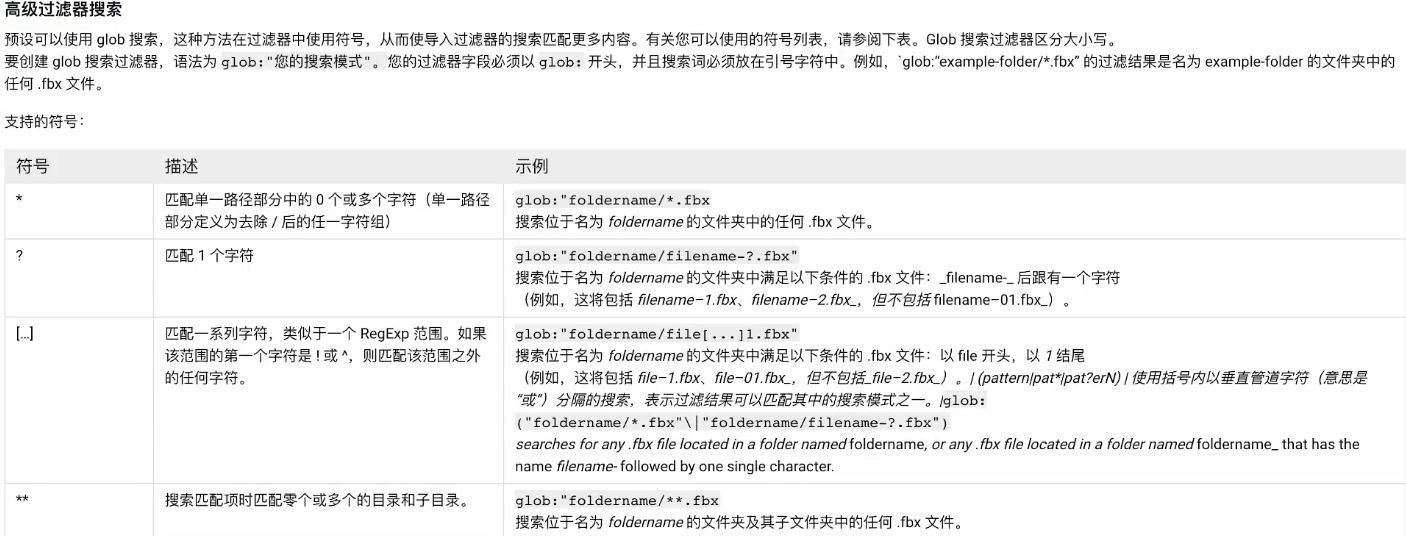 高级过滤器搜索
预设可以使用 glob 搜索，这种方法在过滤器中使用符号，从而使导入过滤器的搜索匹配更多内容。有关您可以使用的符号列表，请参阅下表。Glob 搜索过滤器区分大小写。
要创建 glob 搜索过滤器，语法为 glob:"您的搜索模式"。您的过滤器字段必须以 glob: 开头，并且搜索词必须放在引号字符中。例如，`glob:“example-folder/*.fbx” 的过滤结果是名为 example-folder 的文件夹中的
任何 .fbx 文件。
支持的符号：
符号 描述 示例
* 匹配单一路径部分中的 0 个或多个字符（单一路径 glob:"foldername/*.fbx
部分定义为去除 / 后的任一字符组） 搜索位于名为 foldername 的文件夹中的任何 .fbx 文件。
? 匹配 1 个字符 glob:"foldername/filename-?.fbx"
搜索位于名为 foldername 的文件夹中满足以下条件的 .fbx 文件：_filename-_ 后跟有一个字符
（例如，这将包括 filename-1.fbx、filename-2.fbx_，但不包括 filename-01.fbx_）。
[…] 匹配一系列字符，类似于一个 RegExp 范围。如果 glob:"foldername/file[...]1.fbx"
该范围的第一个字符是 ! 或 ^，则匹配该范围之外 搜索位于名为 foldername 的文件夹中满足以下条件的 .fbx 文件：以 file 开头，以 1 结尾
的任何字符。 （例如，这将包括 file-1.fbx、file-01.fbx_，但不包括_file-2.fbx_）。| (pattern|pat*|pat?erN) | 使用括号内以垂直管道字符（意思是
“或”）分隔的搜索，表示过滤结果可以匹配其中的搜索模式之一。|glob:
("foldername/*.fbx"\|"foldername/filename-?.fbx")
searches for any .fbx file located in a folder named foldername, or any .fbx file located in a folder named foldername_ that has the
name filename- followed by one single character.
** 搜索匹配项时匹配零个或多个的目录和子目录。 glob:"foldername/**.fbx
搜索位于名为 foldername 的文件夹及其子文件夹中的任何 .fbx 文件。